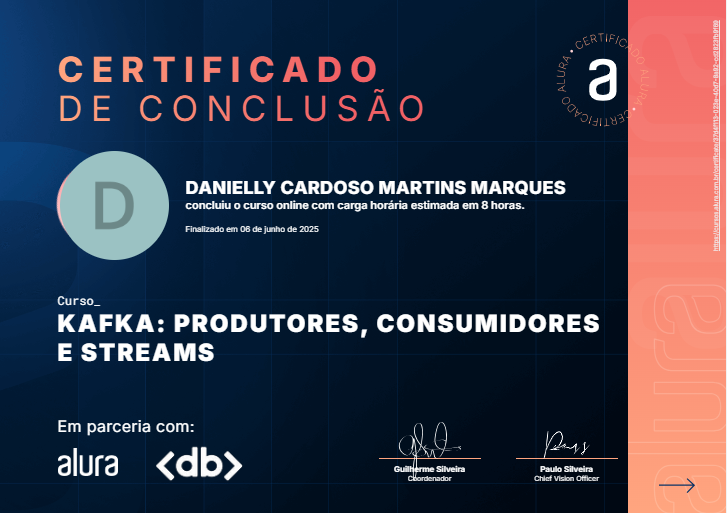 CERTIFICADO
DE CONCLUSÃO
CERTIFICADO ALURA • CERTIFICADO ALURA •
a
D
DANIELLY CARDOSO MARTINS MARQUES
concluiu o curso online com carga horária estimada em 8 horas.
Finalizado em 06 de junho de 2025
Curso_
KAFKA: PRODUTORES, CONSUMIDORES
E STREAMS
Em parceria com:
alura
<db>
Guilherme Silveira
Coordenador
Paulo Silveira
Chief Vision Officer
alura